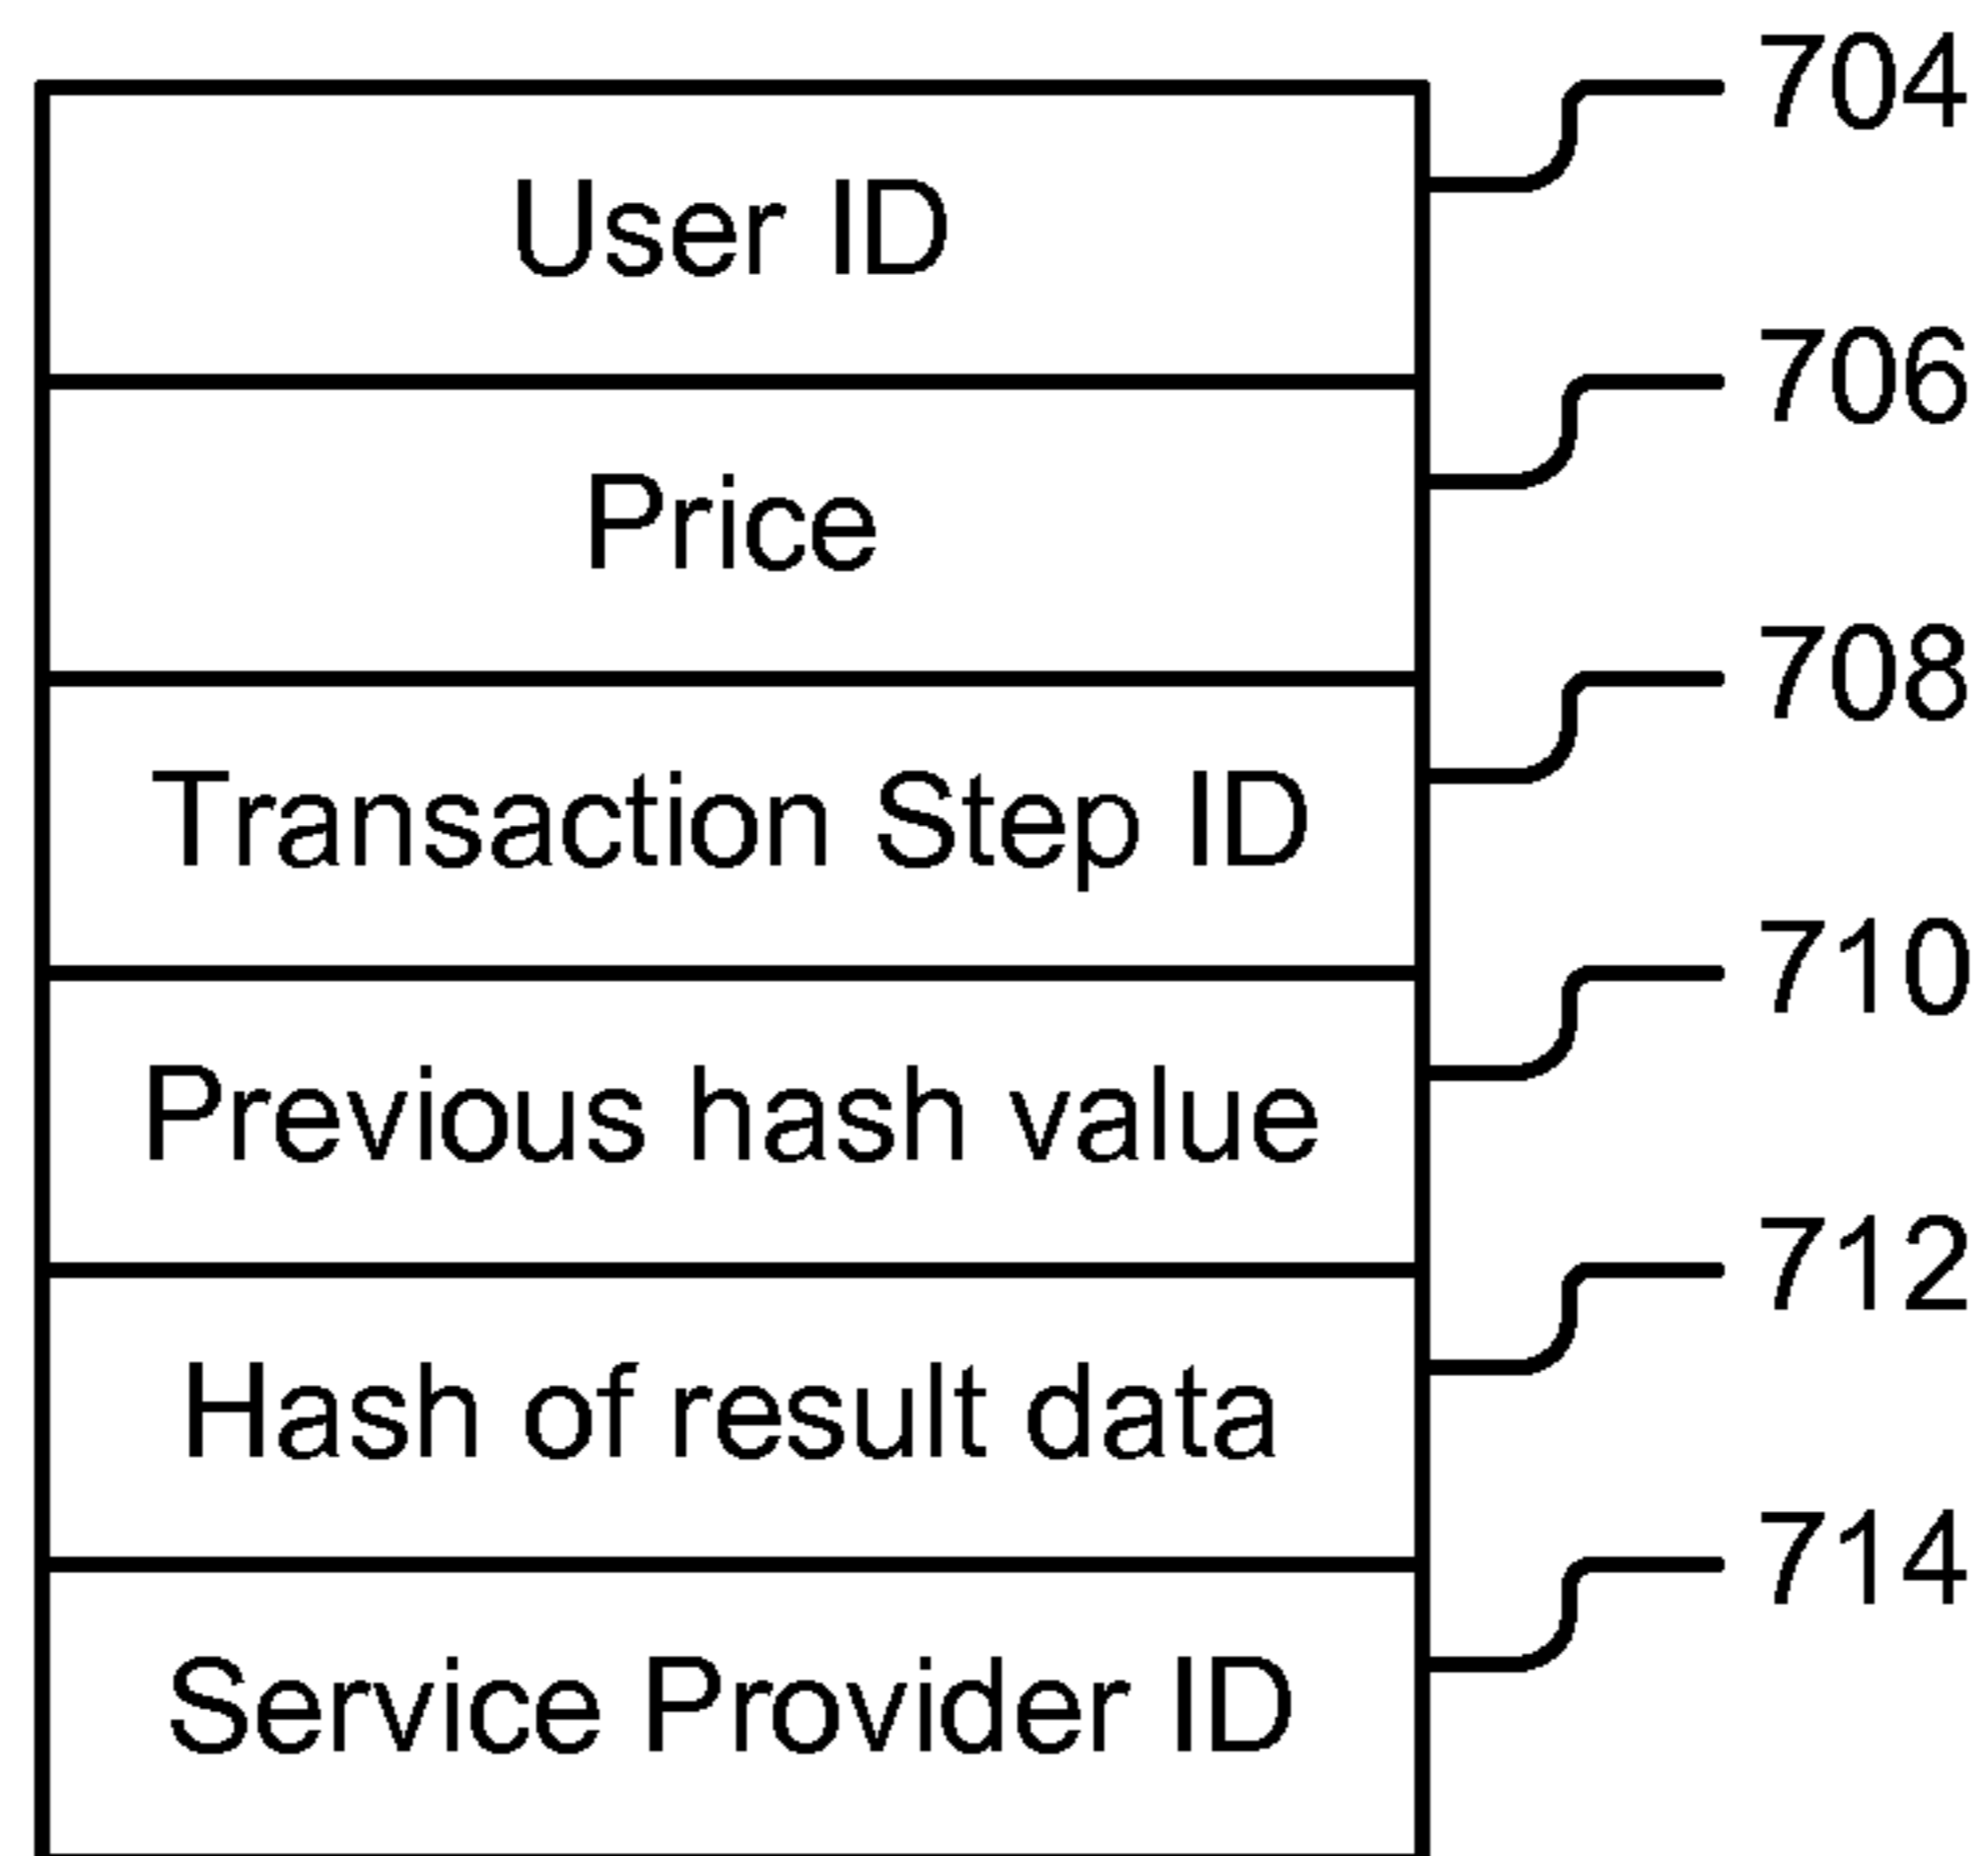 704
User ID
706
Price
708
Transaction Step ID
710
Previous hash value
712
Hash of result data
714
Service Provider ID